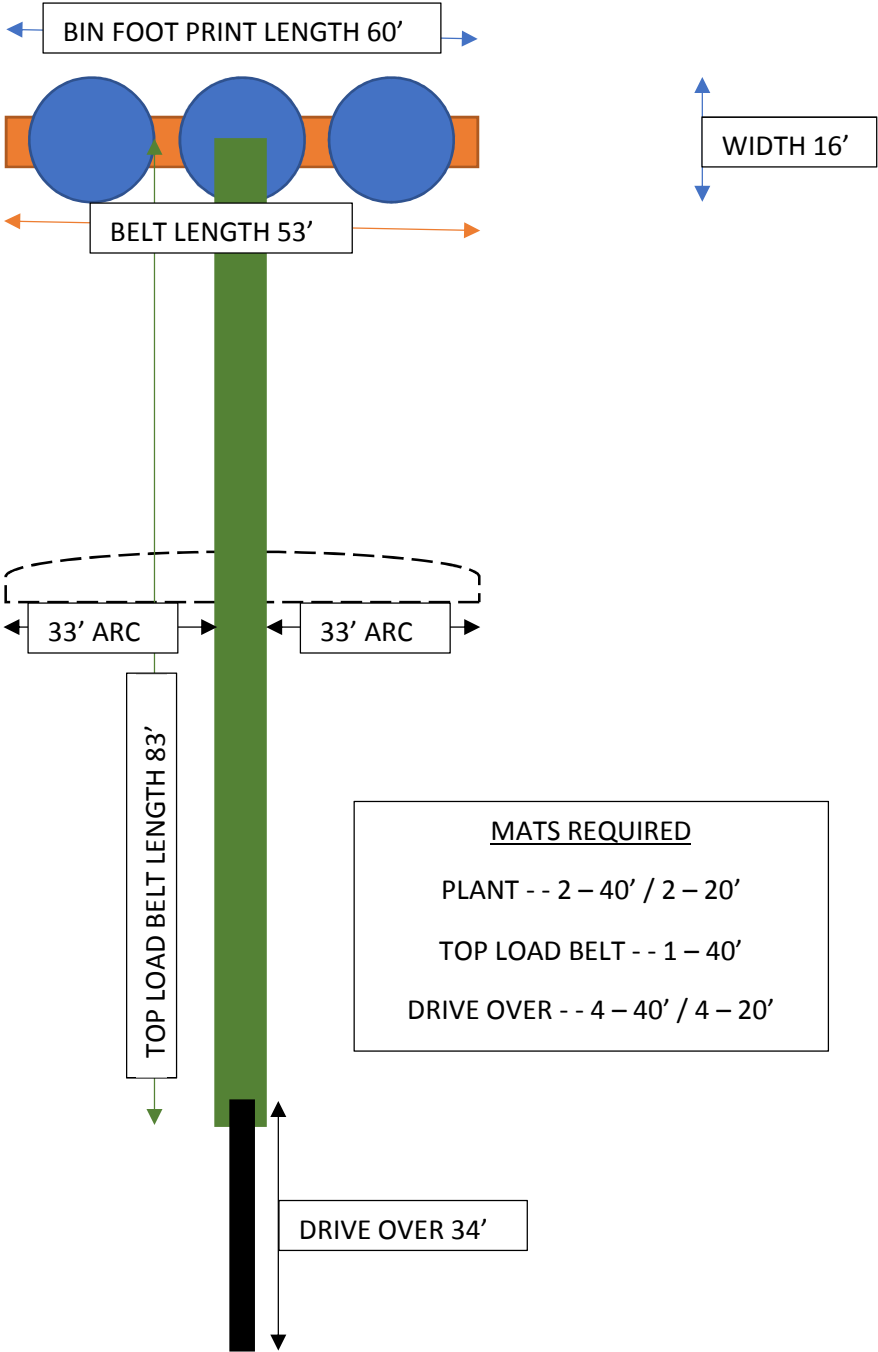 BIN FOOT PRINT LENGTH 60’
WIDTH 16’
BELT LENGTH 53’
33’ ARC
33’ ARC
TOP LOAD BELT LENGTH 83’
MATS REQUIRED
PLANT - - 2 – 40’ / 2 – 20’
TOP LOAD BELT - - 1 – 40’
DRIVE OVER - - 4 – 40’ / 4 – 20’
DRIVE OVER 34’